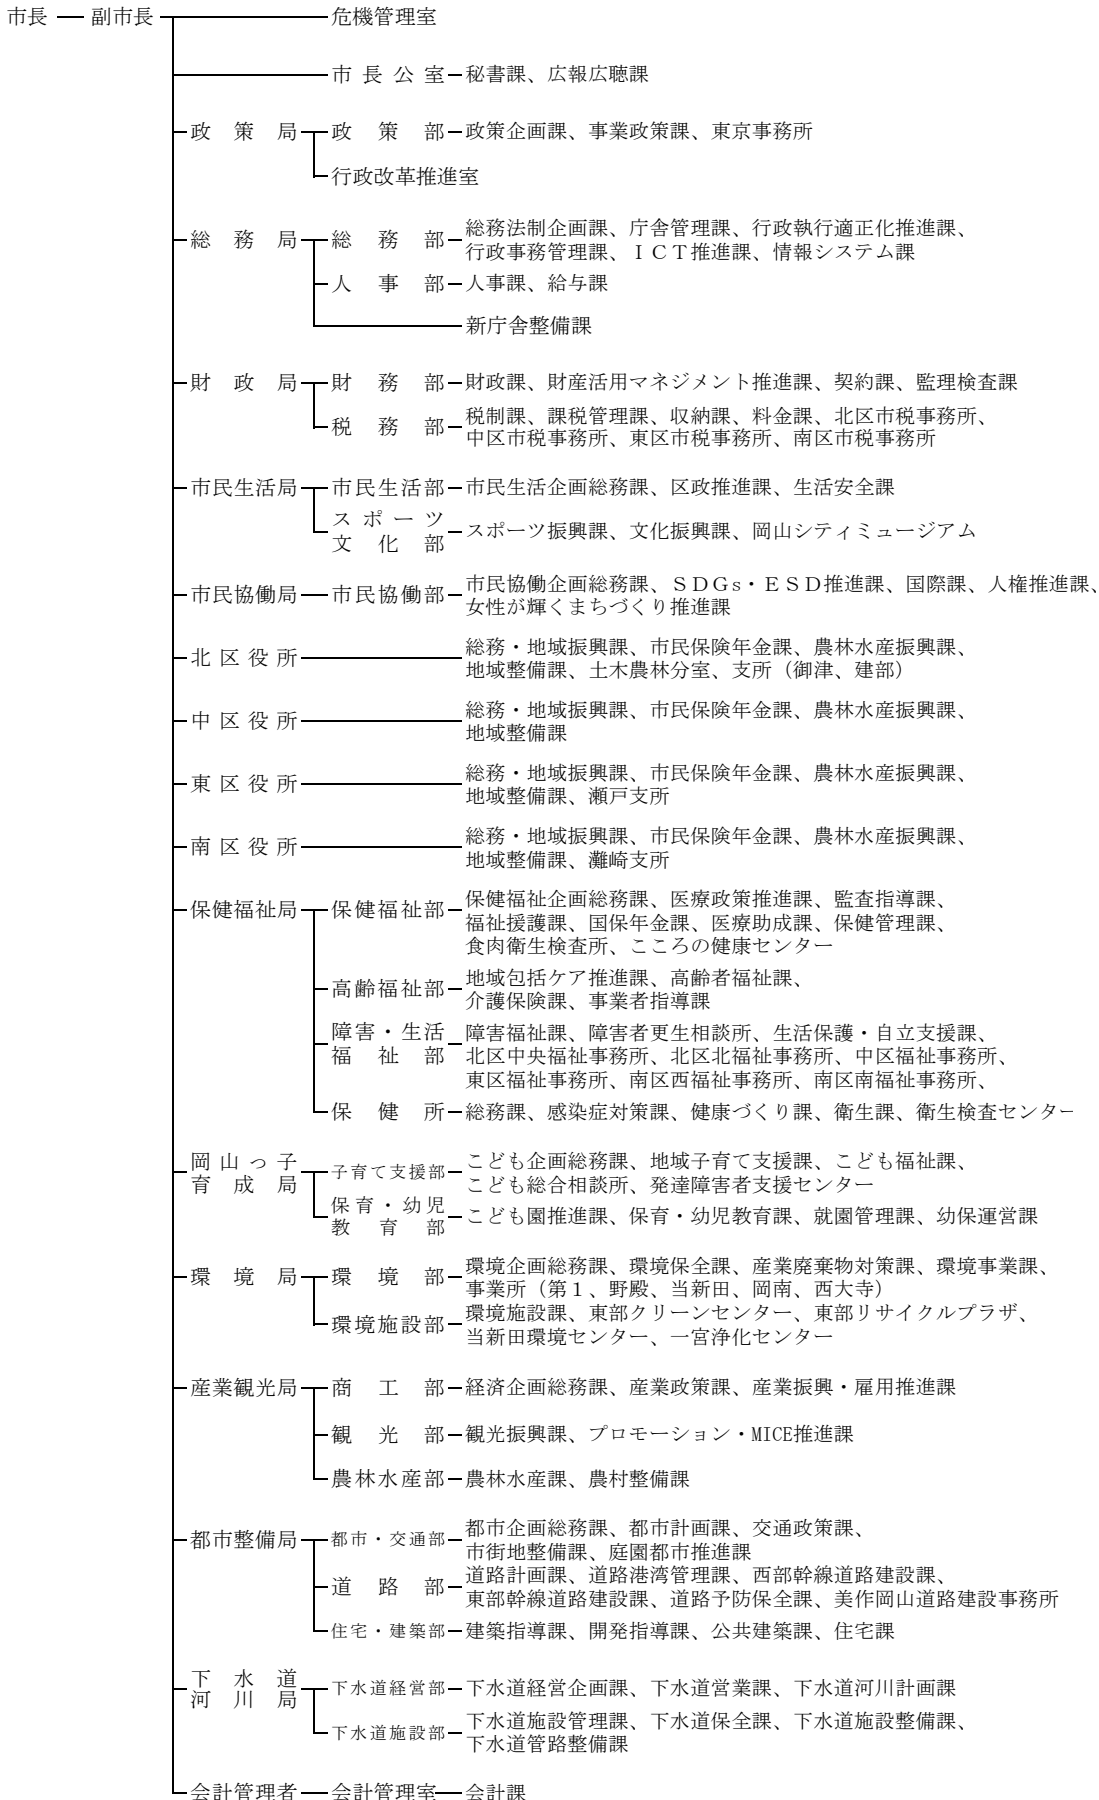 市長 副市長 危機管理室
市長公室 秘書課、広報広聴課
政策局 政策部 政策企画課、事業政策課、東京事務所
行政改革推進室
総務局 総務部 総務法制企画課、庁舎管理課、行政執行適正化推進課、
行政事務管理課、ICT推進課、情報システム課
人事部 人事課、給与課
新庁舎整備課
財政局 財務部 財政課、財産活用マネジメント推進課、契約課、監理検査課
税務部 税制課、課税管理課、収納課、料金課、北区市税事務所、
中区市税事務所、東区市税事務所、南区市税事務所
市民生活局 市民生活部 市民生活企画総務課、区政推進課、生活安全課
スポーツ
文化部 スポーツ振興課、文化振興課、岡山シティミュージアム
市民協働局 市民協働部 市民協働企画総務課、SDGs・ESD推進課、国際課、人権推進課、
女性が輝くまちづくり推進課
北区役所 総務・地域振興課、市民保険年金課、農林水産振興課、
地域整備課、土木農林分室、支所（御津、建部）
中区役所 総務・地域振興課、市民保険年金課、農林水産振興課、
地域整備課
東区役所 総務・地域振興課、市民保険年金課、農林水産振興課、
地域整備課、瀬戸支所
南区役所 総務・地域振興課、市民保険年金課、農林水産振興課、
地域整備課、灘崎支所
保健福祉局 保健福祉部 保健福祉企画総務課、医療政策推進課、監査指導課、
福祉援護課、国保年金課、医療助成課、保健管理課、
食肉衛生検査所、こころの健康センター
高齢福祉部 地域包括ケア推進課、高齢者福祉課、
介護保険課、事業者指導課
障害・生活 障害福祉課、障害者更生相談所、生活保護・自立支援課、
福祉部 北区中央福祉事務所、北区北福祉事務所、中区福祉事務所、
東区福祉事務所、南区西福祉事務所、南区南福祉事務所、
保健所 総務課、感染症対策課、健康づくり課、衛生課、衛生検査センター
岡山っ子
育成局 子育て支援部 こども企画総務課、地域子育て支援課、こども福祉課、
こども総合相談所、発達障害者支援センター
保育・幼児
教育部 こども園推進課、保育・幼児教育課、就園管理課、幼保運営課
環境局 環境部 環境企画総務課、環境保全課、産業廃棄物対策課、環境事業課、
事業所（第１、野殿、当新田、岡南、西大寺）
環境施設部 環境施設課、東部クリーンセンター、東部リサイクルプラザ、
当新田環境センター、一宮浄化センター
産業観光局 商工部 経済企画総務課、産業政策課、産業振興・雇用推進課
観光部 観光振興課、プロモーション・MICE推進課
農林水産部 農林水産課、農村整備課
都市整備局 都市・交通部 都市企画総務課、都市計画課、交通政策課、
市街地整備課、庭園都市推進課
道路部 道路計画課、道路港湾管理課、西部幹線道路建設課、
東部幹線道路建設課、道路予防保全課、美作岡山道路建設事務所
住宅・建築部 建築指導課、開発指導課、公共建築課、住宅課
下水道
河川局 下水道経営部 下水道経営企画課、下水道営業課、下水道河川計画課
下水道施設部 下水道施設管理課、下水道保全課、下水道施設整備課、
下水道管路整備課
会計管理者 会計管理室 会計課